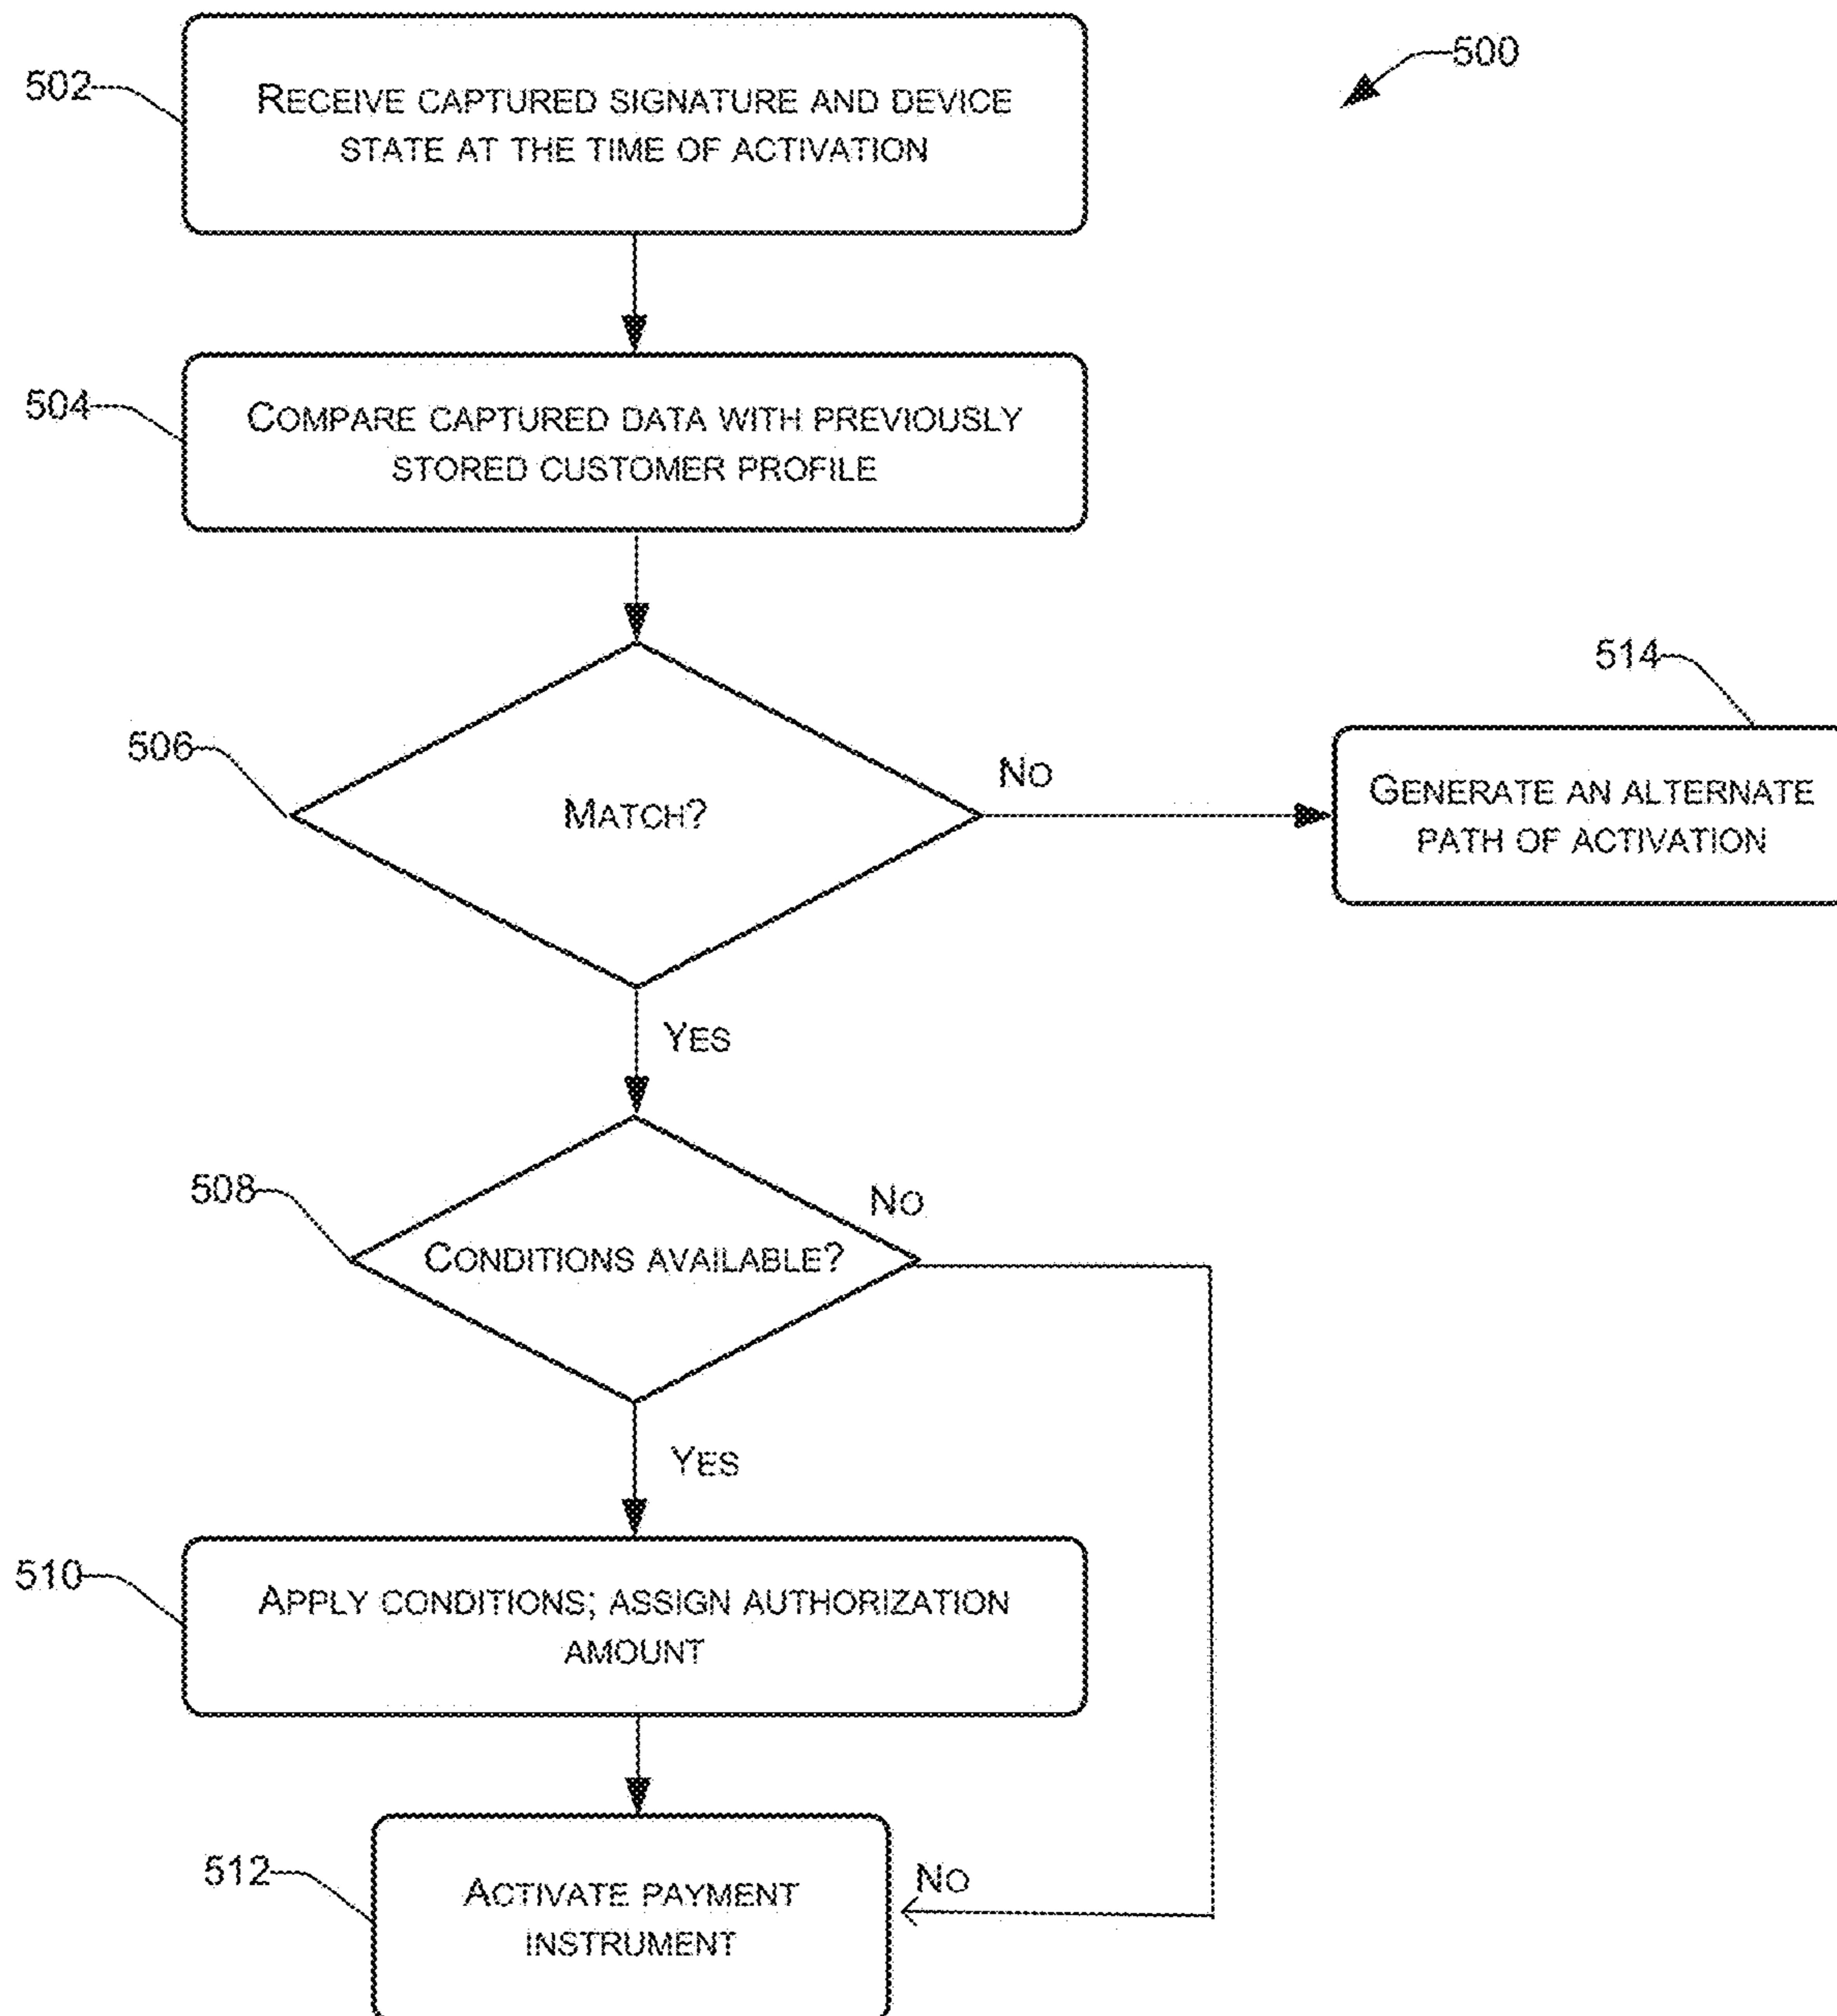 500
502
RECEIVE CAPTURED SIGNATURE AND DEVICE
STATE AT THE TIME OF ACTIVATION
504
COMPARE CAPTURED DATA WITH PREVIOUSLY
STORED CUSTOMER PROFILE
506
MATCH?
NO
514
GENERATE AN ALTERNATE
PATH OF ACTIVATION
YES
508
CONDITIONS AVAILABLE?
NO
YES
510
APPLY CONDITIONS; ASSIGN AUTHORIZATION
AMOUNT
512
ACTIVATE PAYMENT
INSTRUMENT
NO